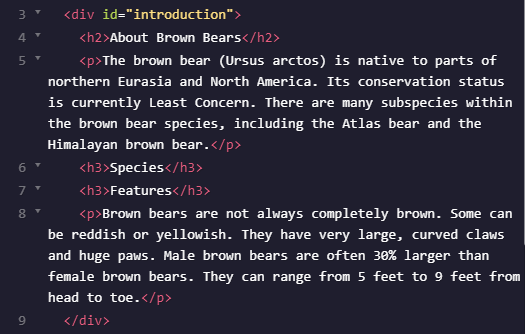 3 <div id="introduction">
4 <h2>About Brown Bears</h2>
5 <p>The brown bear (Ursus arctos) is native to parts of
northern Eurasia and North America. Its conservation status
is currently Least Concern. There are many subspecies within
the brown bear species, including the Atlas bear and the
Himalayan brown bear.</p>
6 <h3>Species</h3>
7 <h3>Features</h3>
8 <p>Brown bears are not always completely brown. Some can
be reddish or yellowish. They have very large, curved claws
and huge paws. Male brown bears are often 30% larger than
female brown bears. They can range from 5 feet to 9 feet from
head to toe.</p>
9 </div>